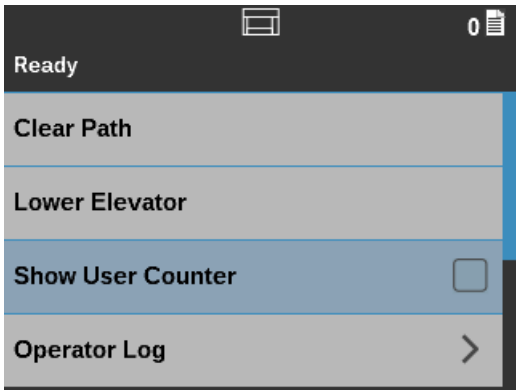 0
Ready
Clear Path
Lower Elevator
Show User Counter
Operator Log